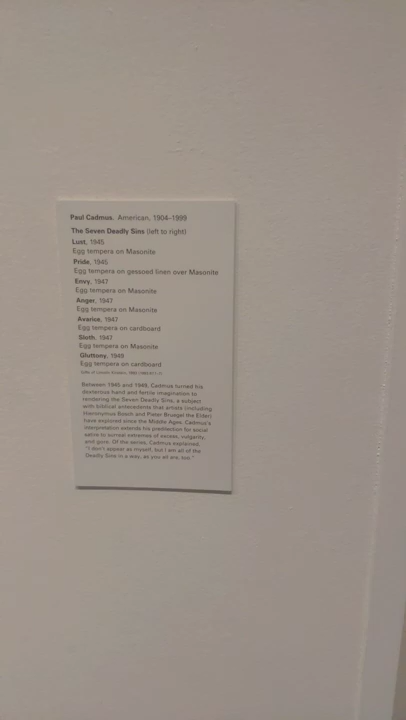 Paul Cadmus, American, 1904–1999
The Seven Deadly Sins (left to right)
Lust, 1945
Egg tempera on Masonite
Pride, 1945
Egg tempera on gessoed linen over Masonite
Envy, 1947
Egg tempera on Masonite
Anger, 1947
Egg tempera on Masonite
Avarice, 1947
Egg tempera on cardboard
Sloth, 1947
Egg tempera on Masonite
Gluttony, 1949
Egg tempera on cardboard
Gifts of Lincoln Kirstein, 1993
Between 1945 and 1949, Cadmus turned his
dexterous hand and fertile imagination to
rendering the Seven Deadly Sins, a subject
with biblical antecedents that artists (including
Hieronymus Bosch and Pieter Bruegel the Elder)
have explored since the Middle Ages. Cadmus's
interpretation extends his predilection for social
satire to surreal extremes of excess, vulgarity,
and gore. Of the series, Cadmus explained,
"I don't appear as myself, but I am all of the
Deadly Sins in a way, as you all are, too."